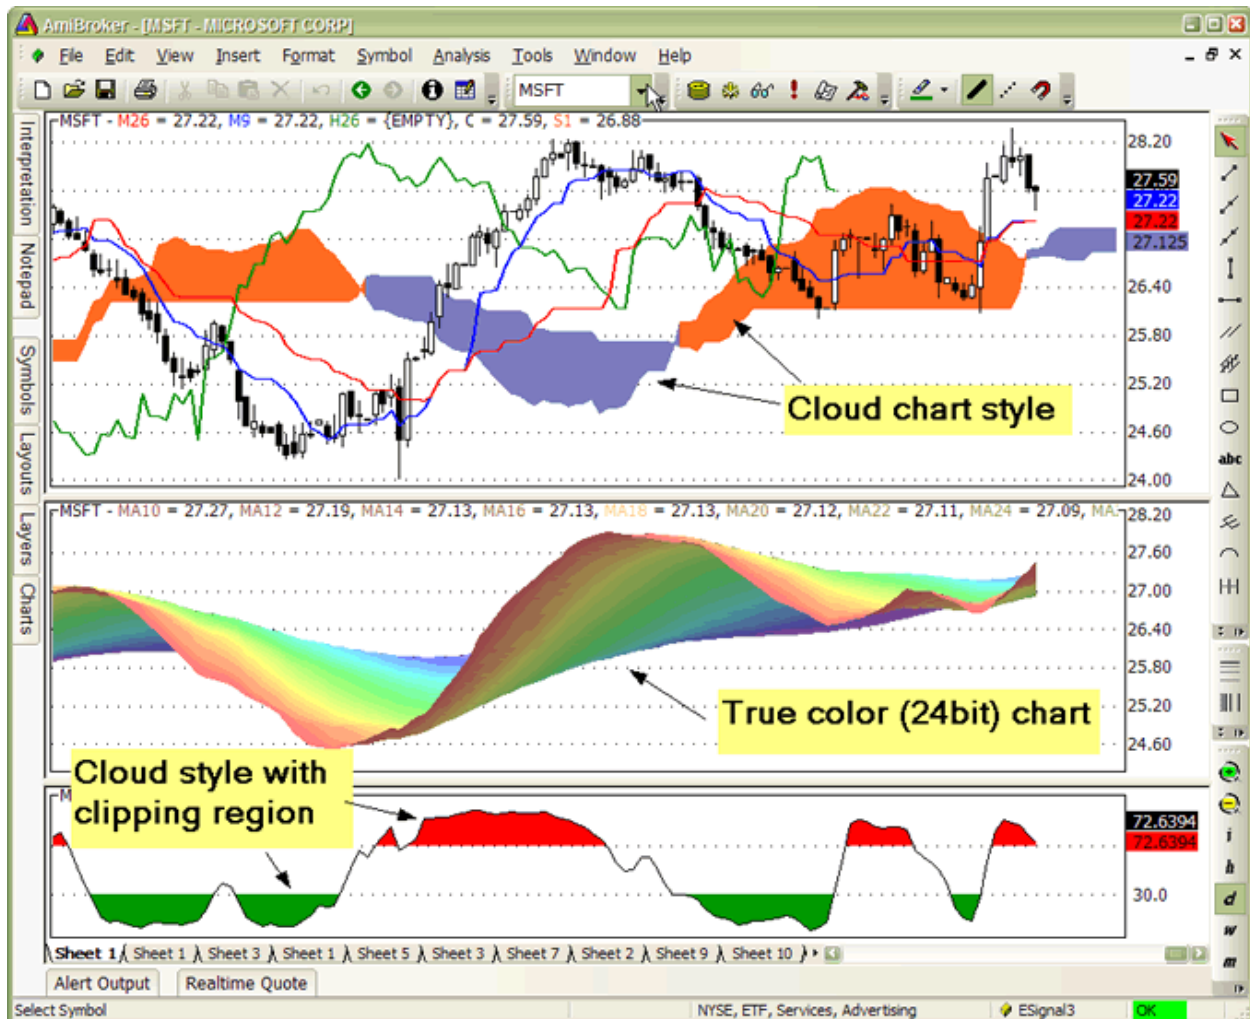 AmiBroker - [MSFT - MICROSOFT CORP]
File Edit View Insert Format Symbol Analysis Tools Window Help
MSFT
Interpretation
Notepad
Symbols
Layouts
Layers
Charts
MSFT - M26 = 27.22, M9 = 27.22, H26 = {EMPTY}, C = 27.59, S1 = 26.88
28.20
27.59
27.22
27.22
27.125
26.40
25.80
25.20
24.60
24.00
Cloud chart style
abc
MSFT - MA10 = 27.27, MA12 = 27.19, MA14 = 27.13, MA16 = 27.13, MA18 = 27.13, MA20 = 27.12, MA22 = 27.11, MA24 = 27.09, MA
28.20
27.60
27.00
26.40
25.80
25.20
24.60
True color (24bit) chart
Cloud style with
clipping region
72.6394
72.6394
30.0
i
h
d
w
m
Sheet 1 Sheet 1 Sheet 3 Sheet 1 Sheet 5 Sheet 3 Sheet 7 Sheet 2 Sheet 9 Sheet 10
Alert Output Realtime Quote
Select Symbol NYSE, ETF, Services, Advertising ESignal3 OK